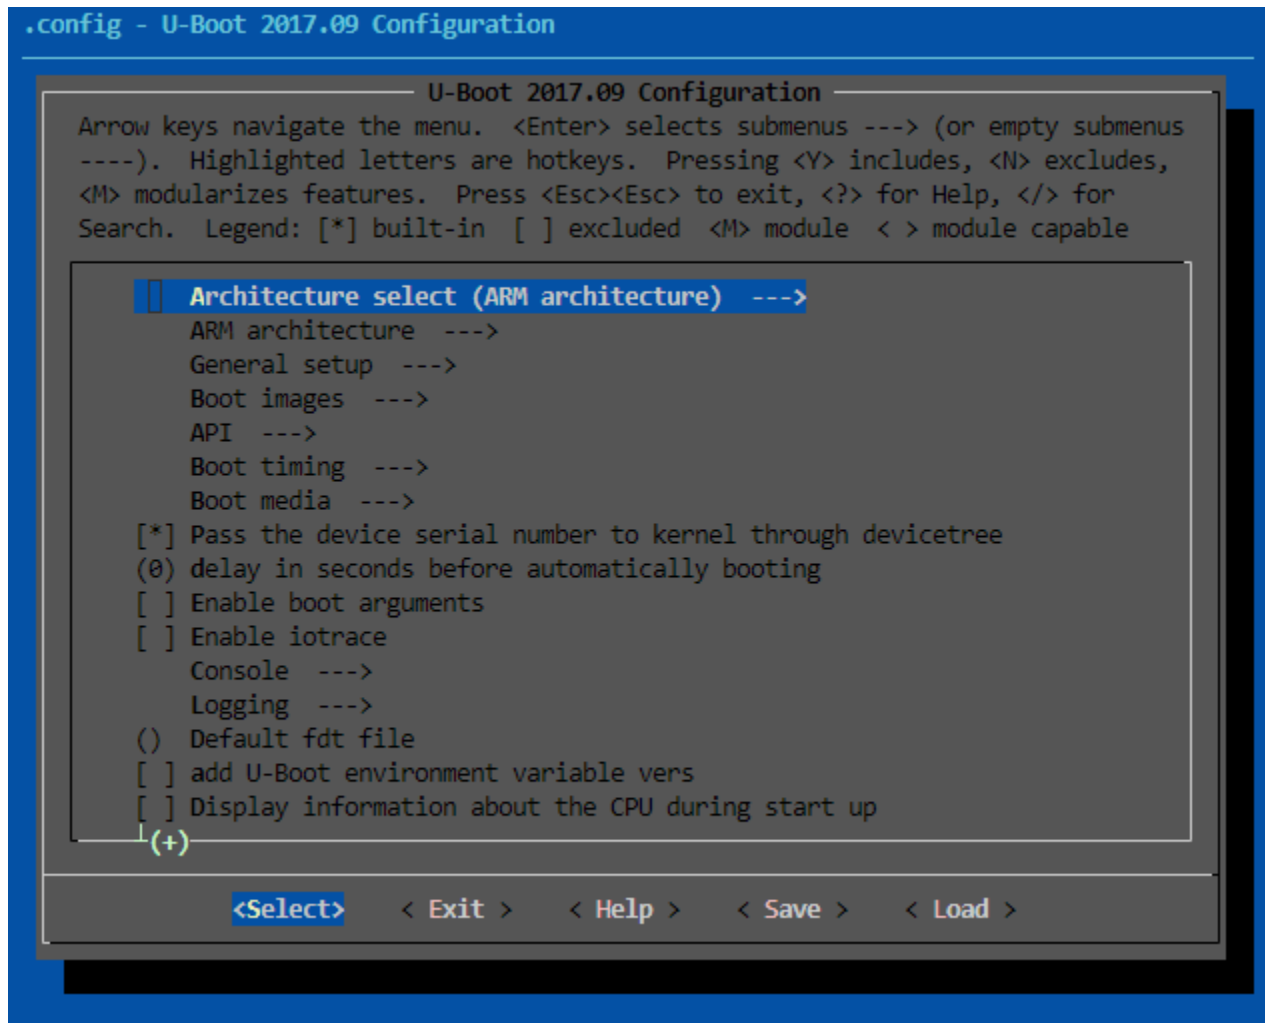 .config - U-Boot 2017.09 Configuration
U-Boot 2017.09 Configuration
Arrow keys navigate the menu.  <Enter> selects submenus ---> (or empty submenus
----).  Highlighted letters are hotkeys.  Pressing <Y> includes, <N> excludes,
<M> modularizes features.  Press <Esc><Esc> to exit, <?> for Help, </> for
Search.  Legend: [*] built-in  [ ] excluded  <M> module  < > module capable
Architecture select (ARM architecture)  --->
ARM architecture  --->
General setup  --->
Boot images  --->
API  --->
Boot timing  --->
Boot media  --->
[*] Pass the device serial number to kernel through devicetree
(0) delay in seconds before automatically booting
[ ] Enable boot arguments
[ ] Enable iotrace
Console  --->
Logging  --->
()  Default fdt file
[ ] add U-Boot environment variable vers
[ ] Display information about the CPU during start up
(+)
<Select>    < Exit >    < Help >    < Save >    < Load >